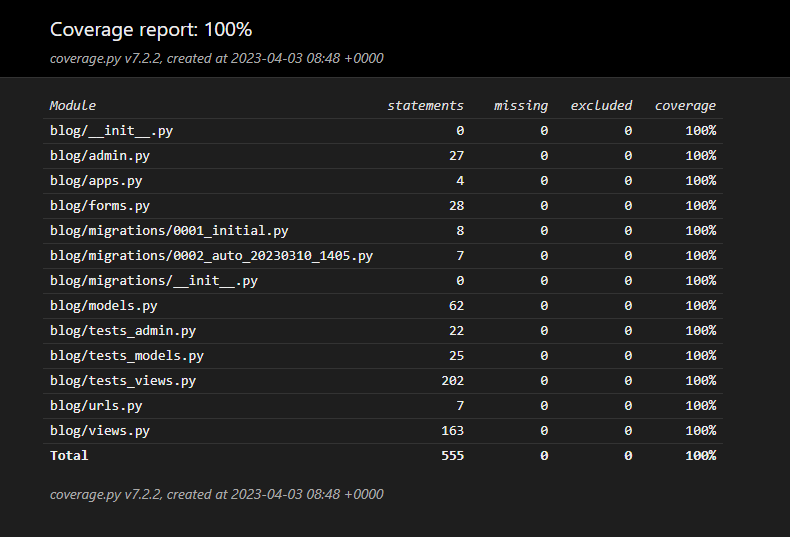 Coverage report: 100%
coverage.py v7.2.2, created at 2023-04-03 08:48 +0000
Module statements missing excluded coverage
blog/__init__.py 0 0 0 100%
blog/admin.py 27 0 0 100%
blog/apps.py 4 0 0 100%
blog/forms.py 28 0 0 100%
blog/migrations/0001_initial.py 8 0 0 100%
blog/migrations/0002_auto_20230310_1405.py 7 0 0 100%
blog/migrations/__init__.py 0 0 0 100%
blog/models.py 62 0 0 100%
blog/tests_admin.py 22 0 0 100%
blog/tests_models.py 25 0 0 100%
blog/tests_views.py 202 0 0 100%
blog/urls.py 7 0 0 100%
blog/views.py 163 0 0 100%
Total 555 0 0 100%
coverage.py v7.2.2, created at 2023-04-03 08:48 +0000